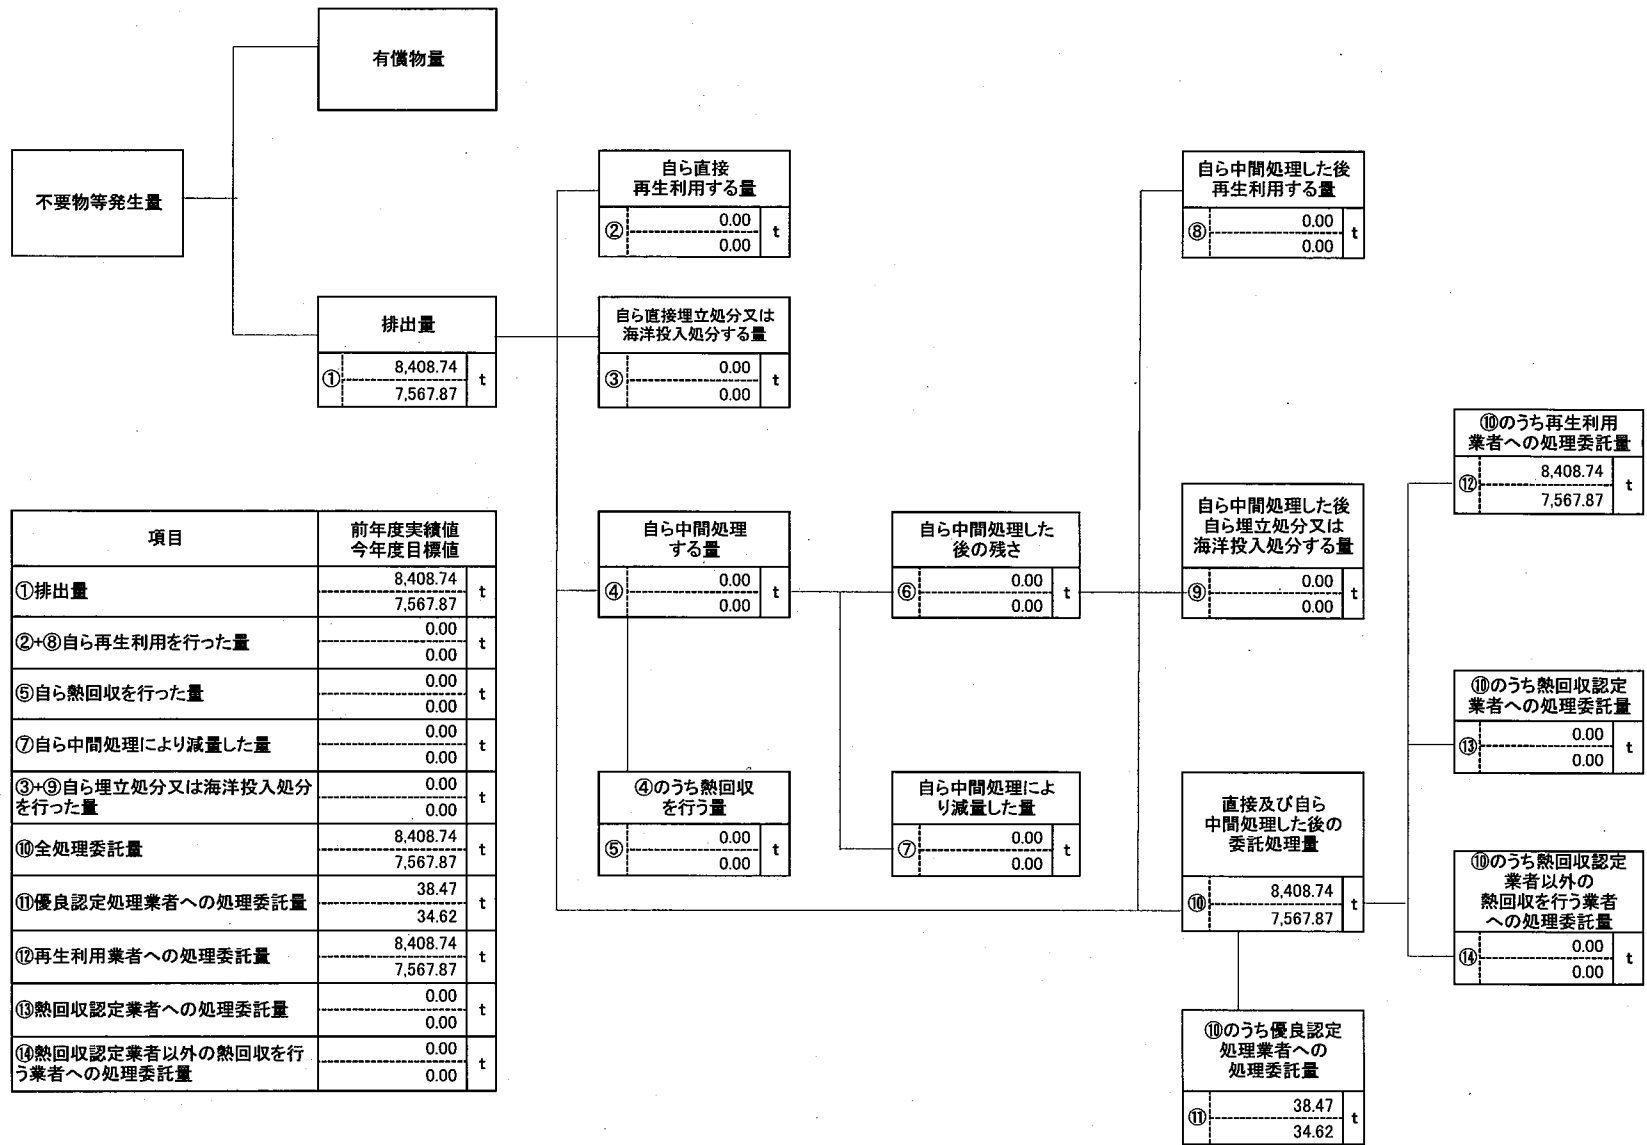 有償物量
不要物等発生量
排出量
①
8,408.74
7,567.87
t
自ら直接
再生利用する量
②
0.00
0.00
t
自ら直接埋立処分又は
海洋投入処分する量
③
0.00
0.00
t
自ら中間処理
する量
④
0.00
0.00
t
④のうち熱回収
を行う量
⑤
0.00
0.00
t
自ら中間処理した
後の残さ
⑥
0.00
0.00
t
自ら中間処理によ
り減量した量
⑦
0.00
0.00
t
自ら中間処理した後
再生利用する量
⑧
0.00
0.00
t
自ら中間処理した後
自ら埋立処分又は
海洋投入処分する量
⑨
0.00
0.00
t
直接及び自ら
中間処理した後の
委託処理量
⑩
8,408.74
7,567.87
t
⑩のうち優良認定
処理業者への
処理委託量
⑪
38.47
34.62
t
⑩のうち再生利用
業者への処理委託量
⑫
8,408.74
7,567.87
t
⑩のうち熱回収認定
業者への処理委託量
⑬
0.00
0.00
t
⑩のうち熱回収認定
業者以外の
熱回収を行う業者
への処理委託量
⑭
0.00
0.00
t
項目
前年度実績値
今年度目標値
①排出量
8,408.74
7,567.87
t
②+⑧自ら再生利用を行った量
0.00
0.00
t
⑤自ら熱回収を行った量
0.00
0.00
t
⑦自ら中間処理により減量した量
0.00
0.00
t
③+⑨自ら埋立処分又は海洋投入処分
を行った量
0.00
0.00
t
⑩全処理委託量
8,408.74
7,567.87
t
⑪優良認定処理業者への処理委託量
38.47
34.62
t
⑫再生利用業者への処理委託量
8,408.74
7,567.87
t
⑬熱回収認定業者への処理委託量
0.00
0.00
t
⑭熱回収認定業者以外の熱回収を行
う業者への処理委託量
0.00
0.00
t